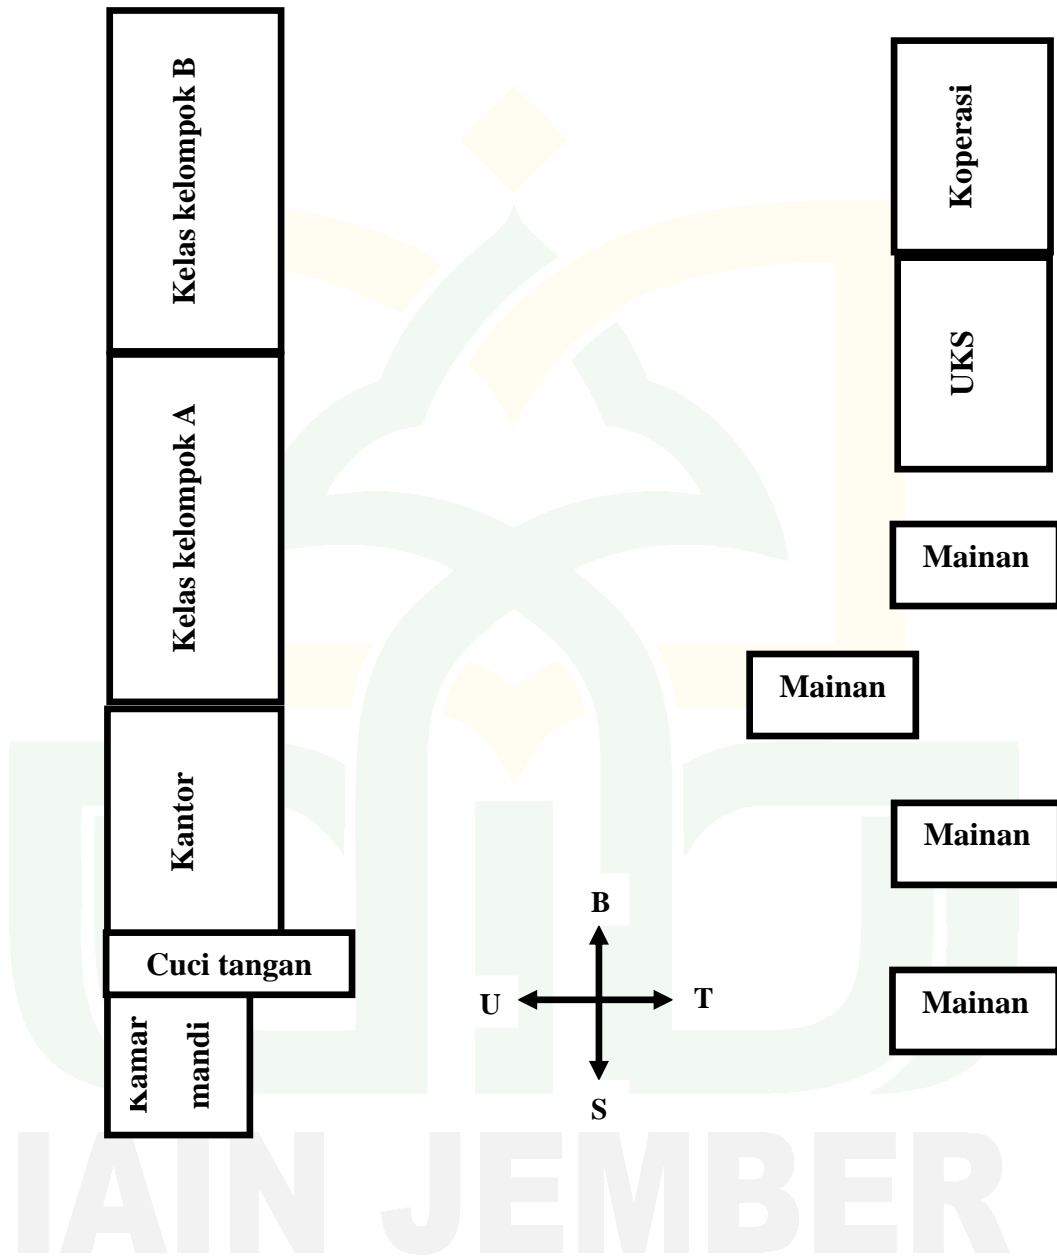 Kelas kelompok B
Koperasi
UKS
Kelas kelompok A
Mainan
Mainan
Kantor
Mainan
B
Cuci tangan
U
T
Mainan
Kamar
mandi
S
IAIN JEMBER